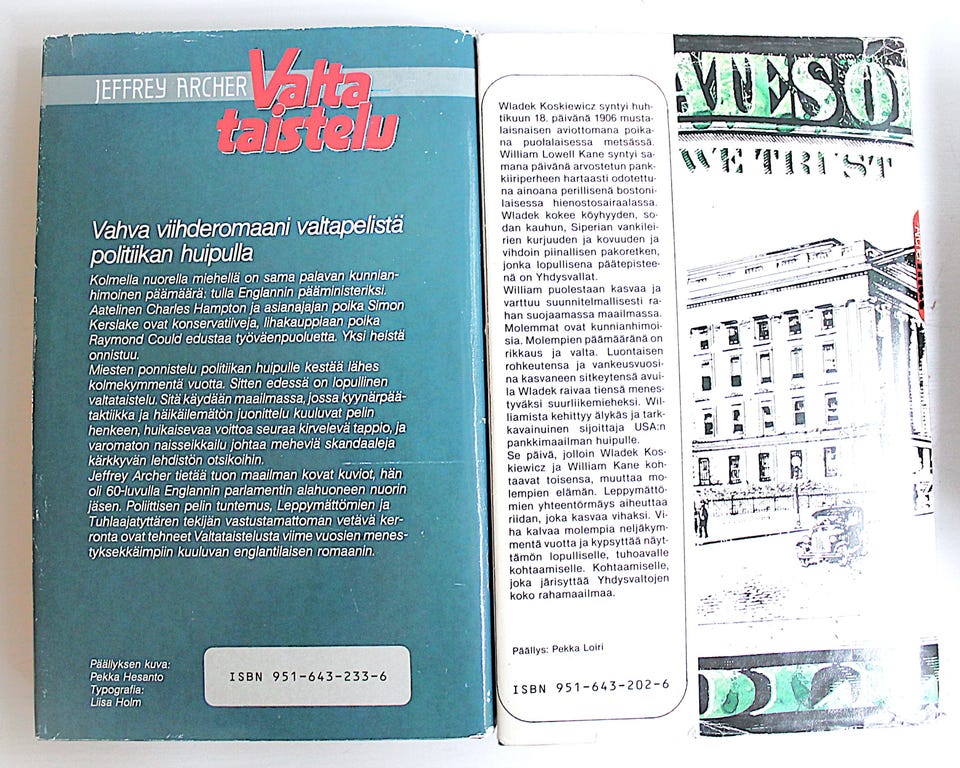 JEFFREY ARCHER
Valta
taistelu
Vahva viihderomaani valtapelistä
politiikan huipulla
Kolmella nuorella miehellä on sama palavan kunnian-
himoinen päämäärä: tulla Englannin pääministeriksi.
Aatelinen Charles Hampton ja asianajajan poika Simon
Kerslake ovat konservatiiveja, lihakauppiaan poika
Raymond Could edustaa työväenpuoluetta. Yksi heistä
onnistuu.
Miesten ponnistelu politiikan huipulle kestää lähes
kolmekymmentä vuotta. Sitten edessä on lopullinen
valtataistelu. Sitä käydään maailmassa, jossa kyynärpää-
taktiikka ja häikäilemätön juonittelu kuuluvat pelin
henkeen, huikaisevaa voittoa seuraa kirvelevä tappio, ja
varomaton naisseikkailu johtaa meheviä skandaaleja
kärkkyvän lehdistön otsikoihin.
Jeffrey Archer tietää tuon maailman kovat kuviot, hän
oli 60-luvulla Englannin parlamentin alahuoneen nuorin
jäsen. Poliittisen pelin tuntemus, Leppymättömien ja
Tuhlaajatyttären tekijän vastustamattoman vetävä ker-
ronta ovat tehneet Valtataistelusta viime vuosien menes-
tyksekkäimpiin kuuluvan englantilaisen romaanin.
Päällyksen kuva:
Pekka Hesanto
Typografia:
Liisa Holm
ISBN 951-643-233-6
Wladek Koskiewicz syntyi huh-
tikuun 18. päivänä 1906 musta-
laisnaisen aviottomana poika-
na puolalaisessa metsässä.
William Lowell Kane syntyi sa-
mana päivänä arvostetun pank-
kiiriperheen hartaasti odotettu-
na ainoana perillisenä bostoni-
laisessa hienostosairaalassa.
Wladek kokee köyhyyden, so-
dan kauhun, Siperian vankilei-
rien kurjuuden ja kovuuden ja
vihdoin piinallisen pakoretken,
jonka lopullisena päätepistee-
nä on Yhdysvallat.
William puolestaan kasvaa ja
varttuu suunnitelmallisesti ra-
han suojaamassa maailmassa.
Molemmat ovat kunnianhimoi-
sia. Molempien päämääränä on
rikkaus ja valta. Luontaisen
rohkeutensa ja vankeusvuosi-
na kasvaneen sitkeytensä avul-
la Wladek raivaa tiensä menes-
tyväksi suurliikemieheksi. Wil-
liamista kehittyy älykäs ja tark-
kavainuinen sijoittaja USA:n
pankkimaailman huipulle.
Se päivä, jolloin Wladek Kos-
kiewicz ja William Kane koh-
taavat toisensa, muuttaa mo-
lempien elämän. Leppymättö-
mien yhteentörmäys aiheuttaa
riidan, joka kasvaa vihaksi. Vi-
ha kalvaa molempia neljäkym-
mentä vuotta ja kypsyttää näyt-
tämön lopulliselle, tuhoavalle
kohtaamiselle. Kohtaamiselle,
joka järisyttää Yhdysvaltojen
koko rahamaailmaa.
Päällys: Pekka Loiri
ISBN 951-643-202-6
ATES O
WE TRUST